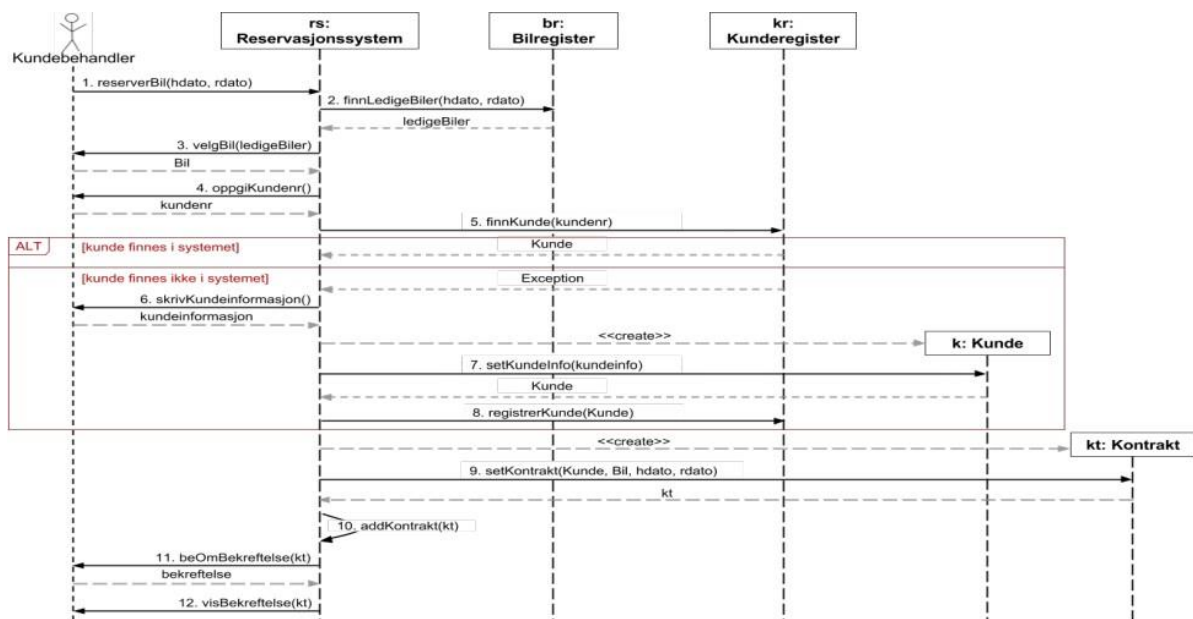 rs:
Reservasjonssystem
br:
Bilregister
kr:
Kunderegister
Kundebehandler
1. reserverBil(hdato, rdato)
2. finnLedigeBiler(hdato, rdato)
ledigeBiler
3. velgBil(ledigeBiler)
Bil
4. oppgiKundenr()
kundenr
5. finnKunde(kundenr)
ALT
[kunde finnes i systemet]
Kunde
[kunde finnes ikke i systemet]
Exception
6. skrivKundeinformasjon()
kundeinformasjon
<<create>>
k: Kunde
7. setKundeInfo(kundeinfo)
Kunde
8. registrerKunde(Kunde)
<<create>>
kt: Kontrakt
9. setKontrakt(Kunde, Bil, hdato, rdato)
kt
10. addKontrakt(kt)
11. beOmBekreftelse(kt)
bekreftelse
12. visBekreftelse(kt)